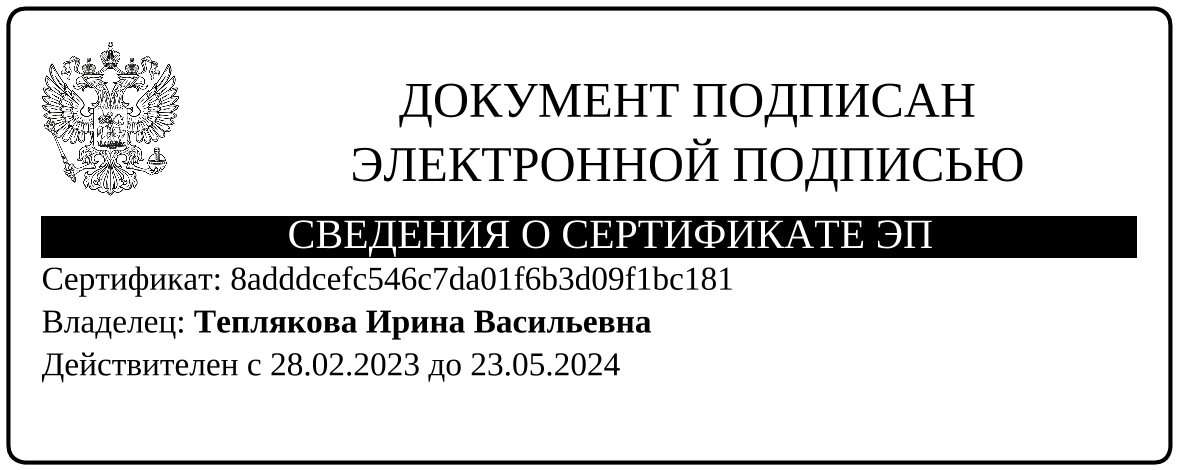 ДОКУМЕНТ ПОДПИСАН
ЭЛЕКТРОННОЙ ПОДПИСЬЮ
СВЕДЕНИЯ О СЕРТИФИКАТЕ ЭП
Сертификат: 8adddcefc546c7da01f6b3d09f1bc181
Владелец: Теплякова Ирина Васильевна
Действителен с 28.02.2023 до 23.05.2024